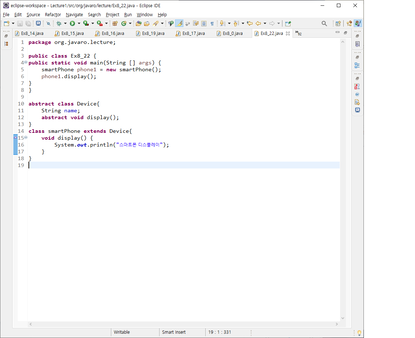 eclipse-workspace - Lecture1/src/org/javaro/lecture/Ex8_22.java - Eclipse IDE
File Edit Source Refactor Navigate Search Project Run Window Help
Ex8_14.java Ex8_15.java Ex8_16.java Ex8_19.java Ex8_17.java Ex8_0.java Ex8_22.java
1 package org.javaro.lecture;
2
3 public class Ex8_22 {
4 public static void main(String [] args) {
5 smartPhone phone1 = new smartPhone();
6 phone1.display();
7 }
8 }
9
10 abstract class Device{
11 String name;
12 abstract void display();
13 }
14 class smartPhone extends Device{
15 void display() {
16 System.out.println("스마트폰 디스플레이");
17 }
18 }
19
Writable Smart Insert 19 : 1 : 331